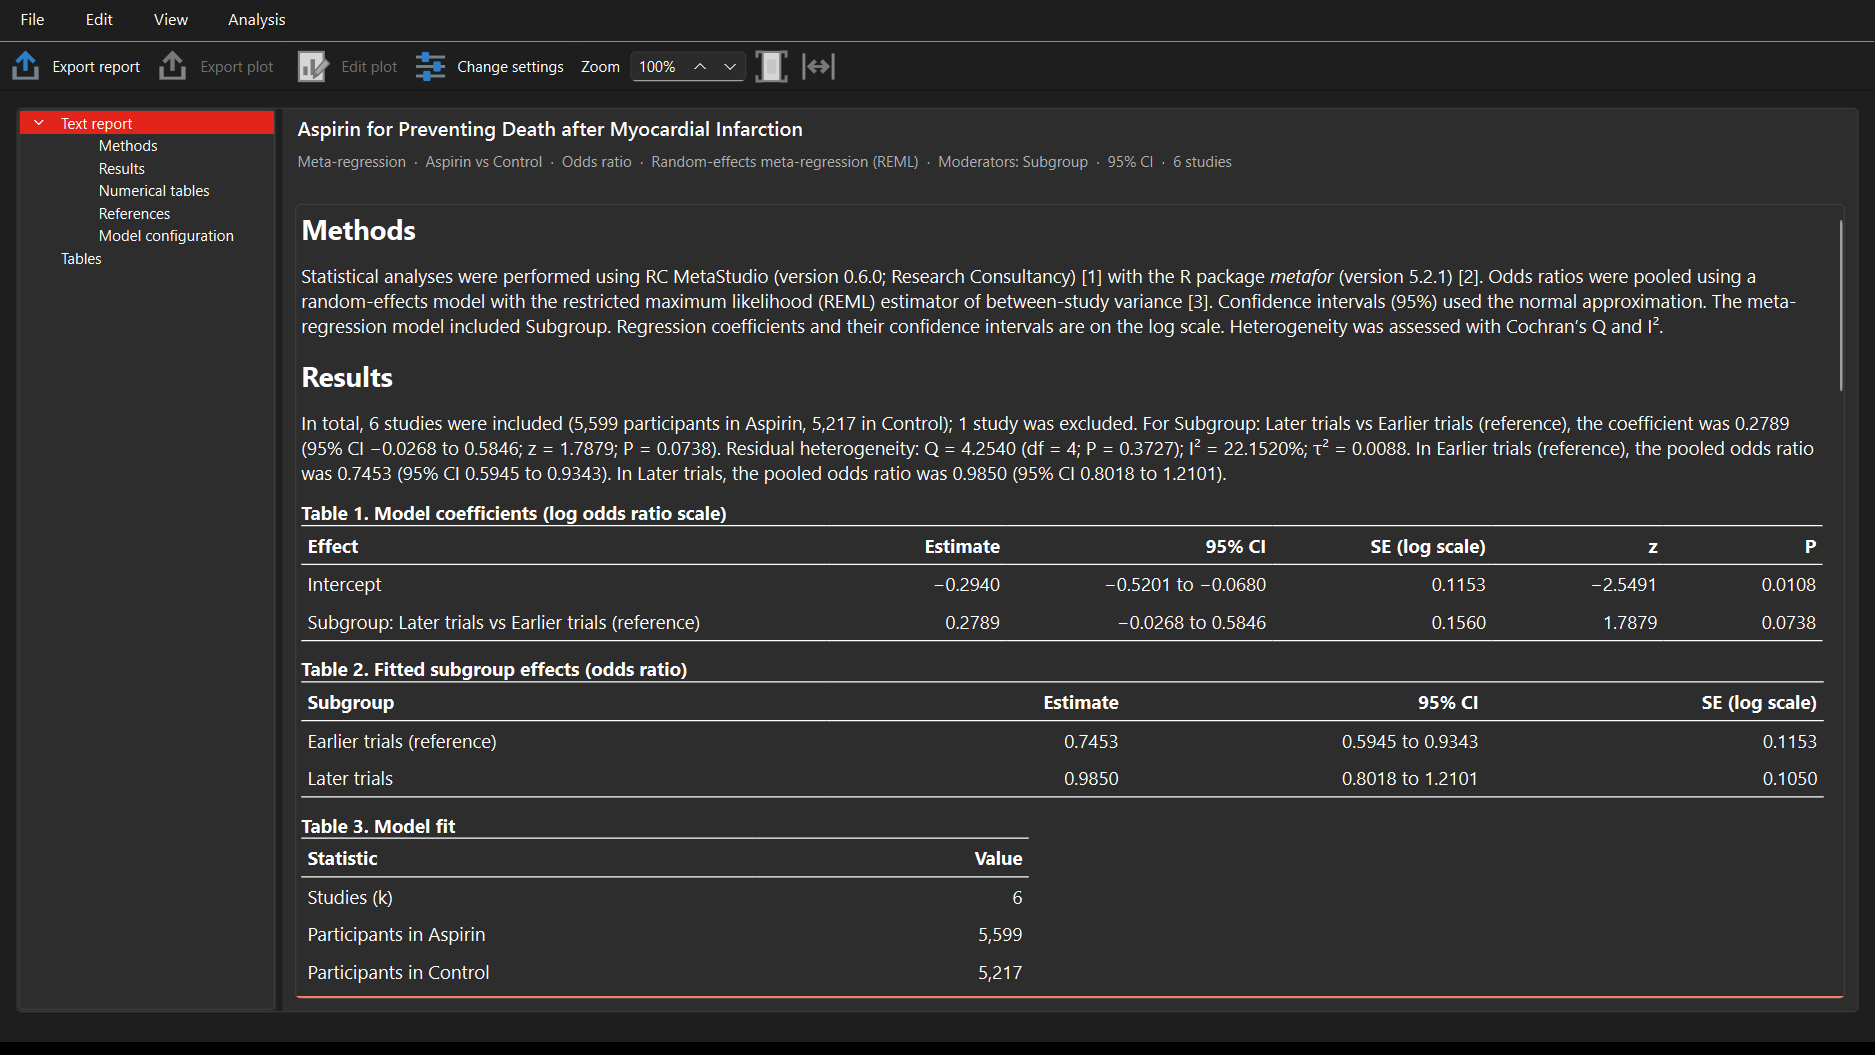 File Edit View Analysis
Export report Export plot Edit plot Change settings Zoom 100%
Text report
Methods
Results
Numerical tables
References
Model configuration
Tables
Aspirin for Preventing Death after Myocardial Infarction
Meta-regression · Aspirin vs Control · Odds ratio · Random-effects meta-regression (REML) · Moderators: Subgroup · 95% CI · 6 studies
Methods
Statistical analyses were performed using RC MetaStudio (version 0.6.0; Research Consultancy) [1] with the R package metafor (version 5.2.1) [2]. Odds ratios were pooled using a
random-effects model with the restricted maximum likelihood (REML) estimator of between-study variance [3]. Confidence intervals (95%) used the normal approximation. The meta-
regression model included Subgroup. Regression coefficients and their confidence intervals are on the log scale. Heterogeneity was assessed with Cochran’s Q and I².
Results
In total, 6 studies were included (5,599 participants in Aspirin, 5,217 in Control); 1 study was excluded. For Subgroup: Later trials vs Earlier trials (reference), the coefficient was 0.2789
(95% CI −0.0268 to 0.5846; z = 1.7879; P = 0.0738). Residual heterogeneity: Q = 4.2540 (df = 4; P = 0.3727); I² = 22.1520%; τ² = 0.0088. In Earlier trials (reference), the pooled odds ratio
was 0.7453 (95% CI 0.5945 to 0.9343). In Later trials, the pooled odds ratio was 0.9850 (95% CI 0.8018 to 1.2101).
Table 1. Model coefficients (log odds ratio scale)
Effect Estimate 95% CI SE (log scale) z P
Intercept −0.2940 −0.5201 to −0.0680 0.1153 −2.5491 0.0108
Subgroup: Later trials vs Earlier trials (reference) 0.2789 −0.0268 to 0.5846 0.1560 1.7879 0.0738
Table 2. Fitted subgroup effects (odds ratio)
Subgroup Estimate 95% CI SE (log scale)
Earlier trials (reference) 0.7453 0.5945 to 0.9343 0.1153
Later trials 0.9850 0.8018 to 1.2101 0.1050
Table 3. Model fit
Statistic Value
Studies (k) 6
Participants in Aspirin 5,599
Participants in Control 5,217